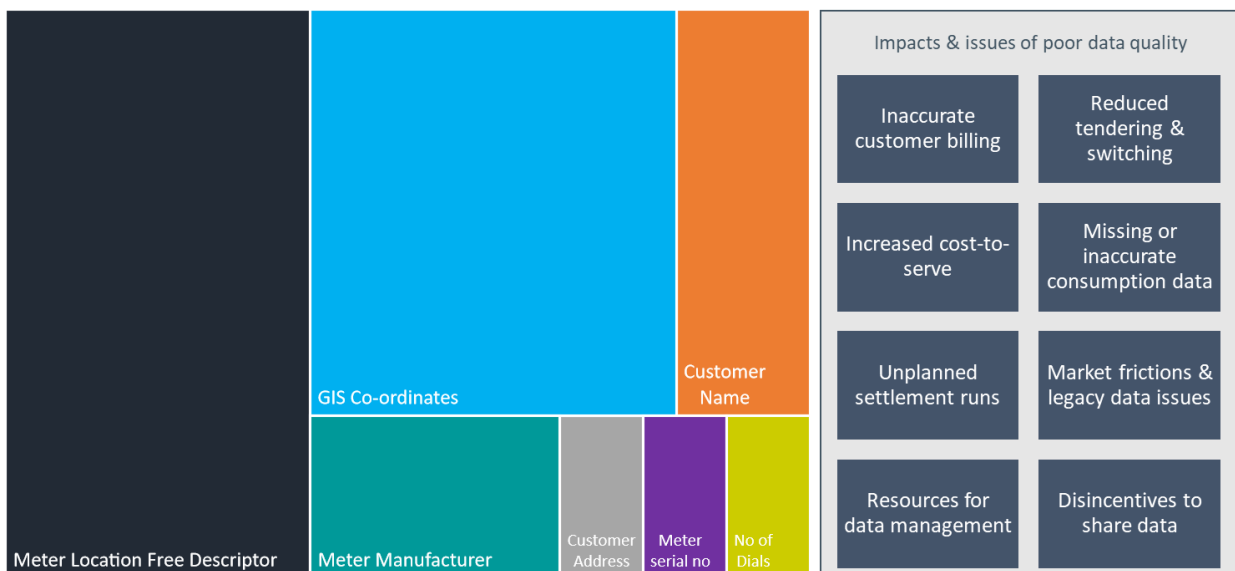 Meter Location Free Descriptor
GIS Co-ordinates
Customer
Name
Meter Manufacturer
Customer
Address
Meter
serial no
No of
Dials
Impacts & issues of poor data quality
Inaccurate
customer billing
Reduced
tendering &
switching
Increased cost-to-
serve
Missing or
inaccurate
consumption data
Unplanned
settlement runs
Market frictions &
legacy data issues
Resources for
data management
Disincentives to
share data